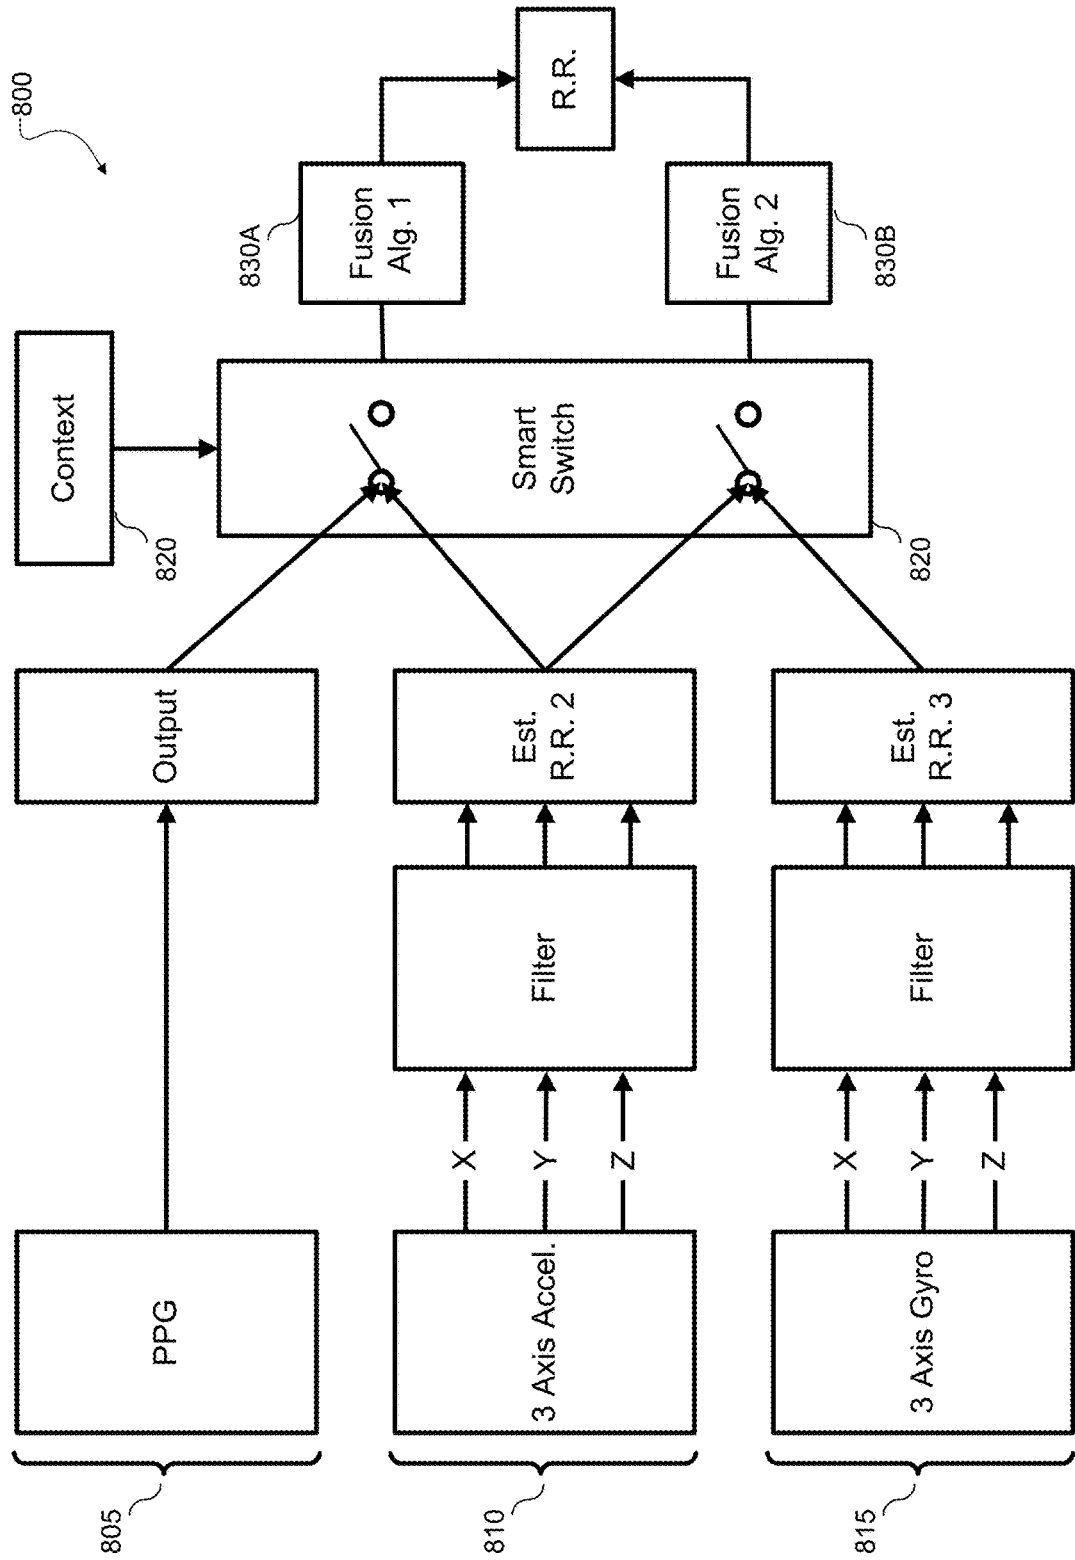 800
805
PPG
Output
Context
820
810
3 Axis Accel.
X
Y
Z
Filter
Est.
R.R. 2
Smart
Switch
820
830A
Fusion
Alg. 1
R.R.
815
3 Axis Gyro
X
Y
Z
Filter
Est.
R.R. 3
Fusion
Alg. 2
830B